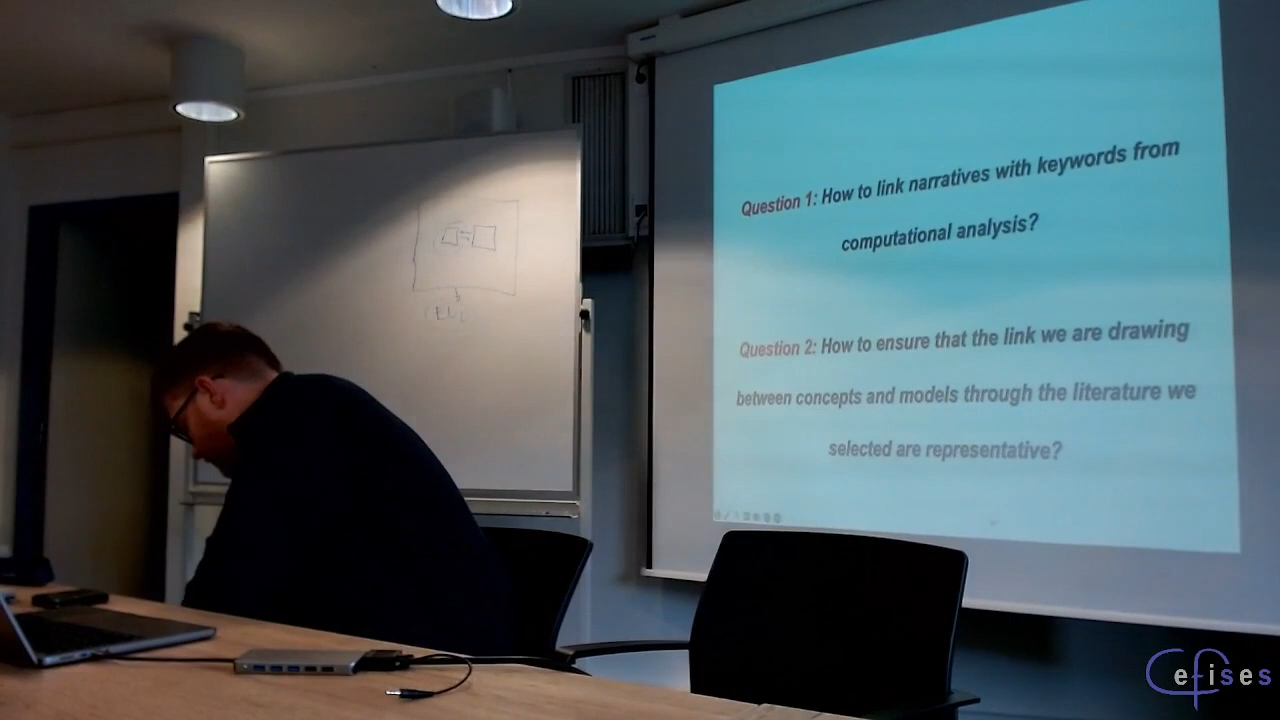 Question 1: How to link narratives with keywords from
computational analysis?
Question 2: How to ensure that the link we are drawing
between concepts and models through the literature we
selected are representative?
Cefises